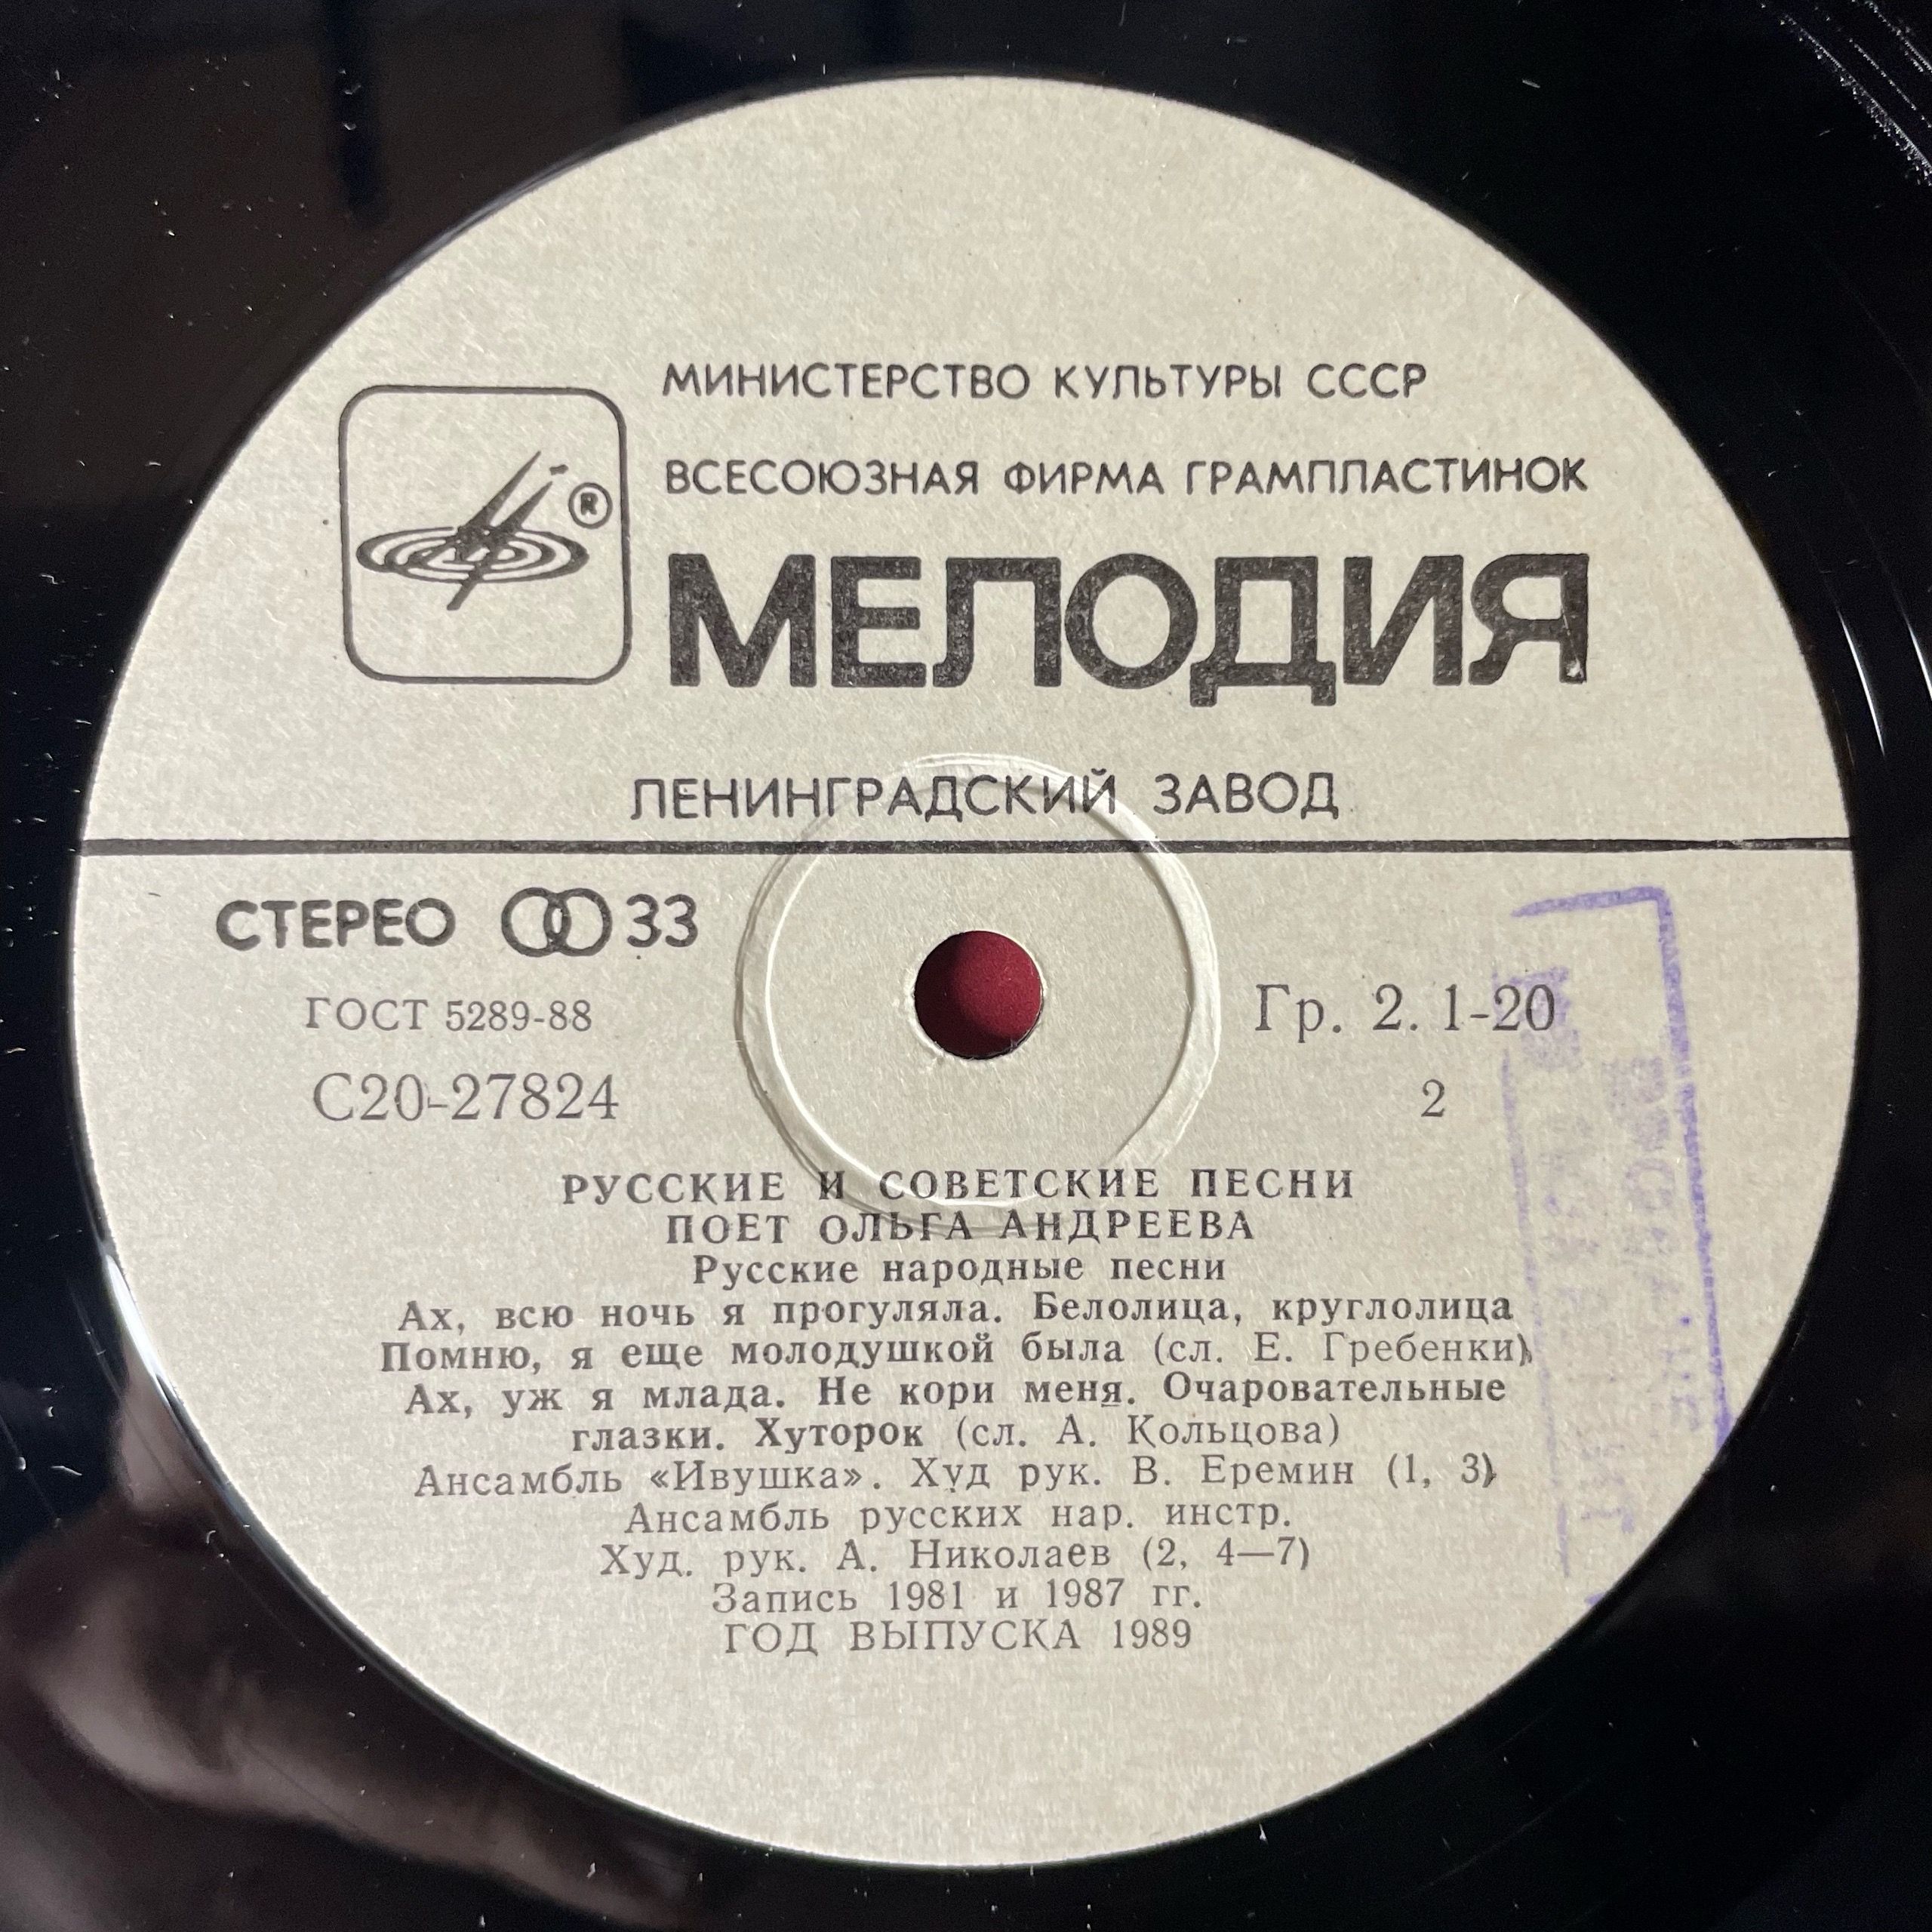 МИНИСТЕРСТВО КУЛЬТУРЫ СССР
ВСЕСОЮЗНАЯ ФИРМА ГРАМПЛАСТИНОК
®
МЕЛОДИЯ
ЛЕНИНГРАДСКИЙ ЗАВОД
СТЕРЕО 33
ГОСТ 5289-88
Гр. 2. 1-20
С20-27824
2
РУССКИЕ И СОВЕТСКИЕ ПЕСНИ
ПОЕТ ОЛЬГА АНДРЕЕВА
Русские народные песни
Ах, всю ночь я прогуляла. Белолица, круглолица
Помню, я еще молодушкой была (сл. Е. Гребенки)
Ах, уж я млада. Не кори меня. Очаровательные
глазки. Хуторок (сл. А. Кольцова)
Ансамбль «Ивушка». Худ рук. В. Еремин (1, 3)
Ансамбль русских нар. инстр.
Худ. рук. А. Николаев (2, 4—7)
Запись 1981 и 1987 гг.
ГОД ВЫПУСКА 1989